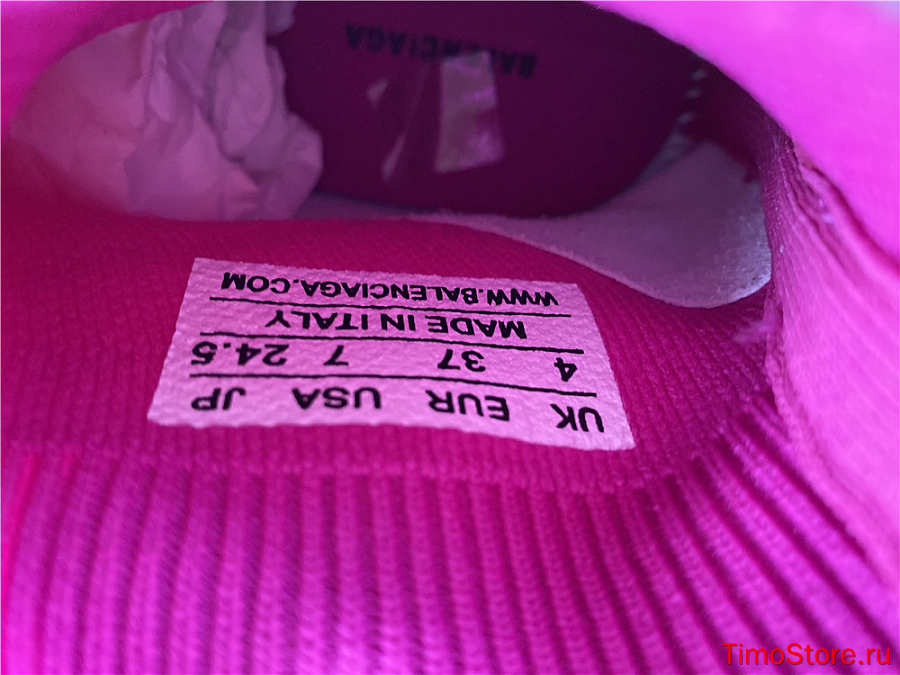 BALENCIAGA
UK EUR USA JP
4 37 7 24.5
MADE IN ITALY
WWW.BALENCIAGA.COM
TimoStore.ru